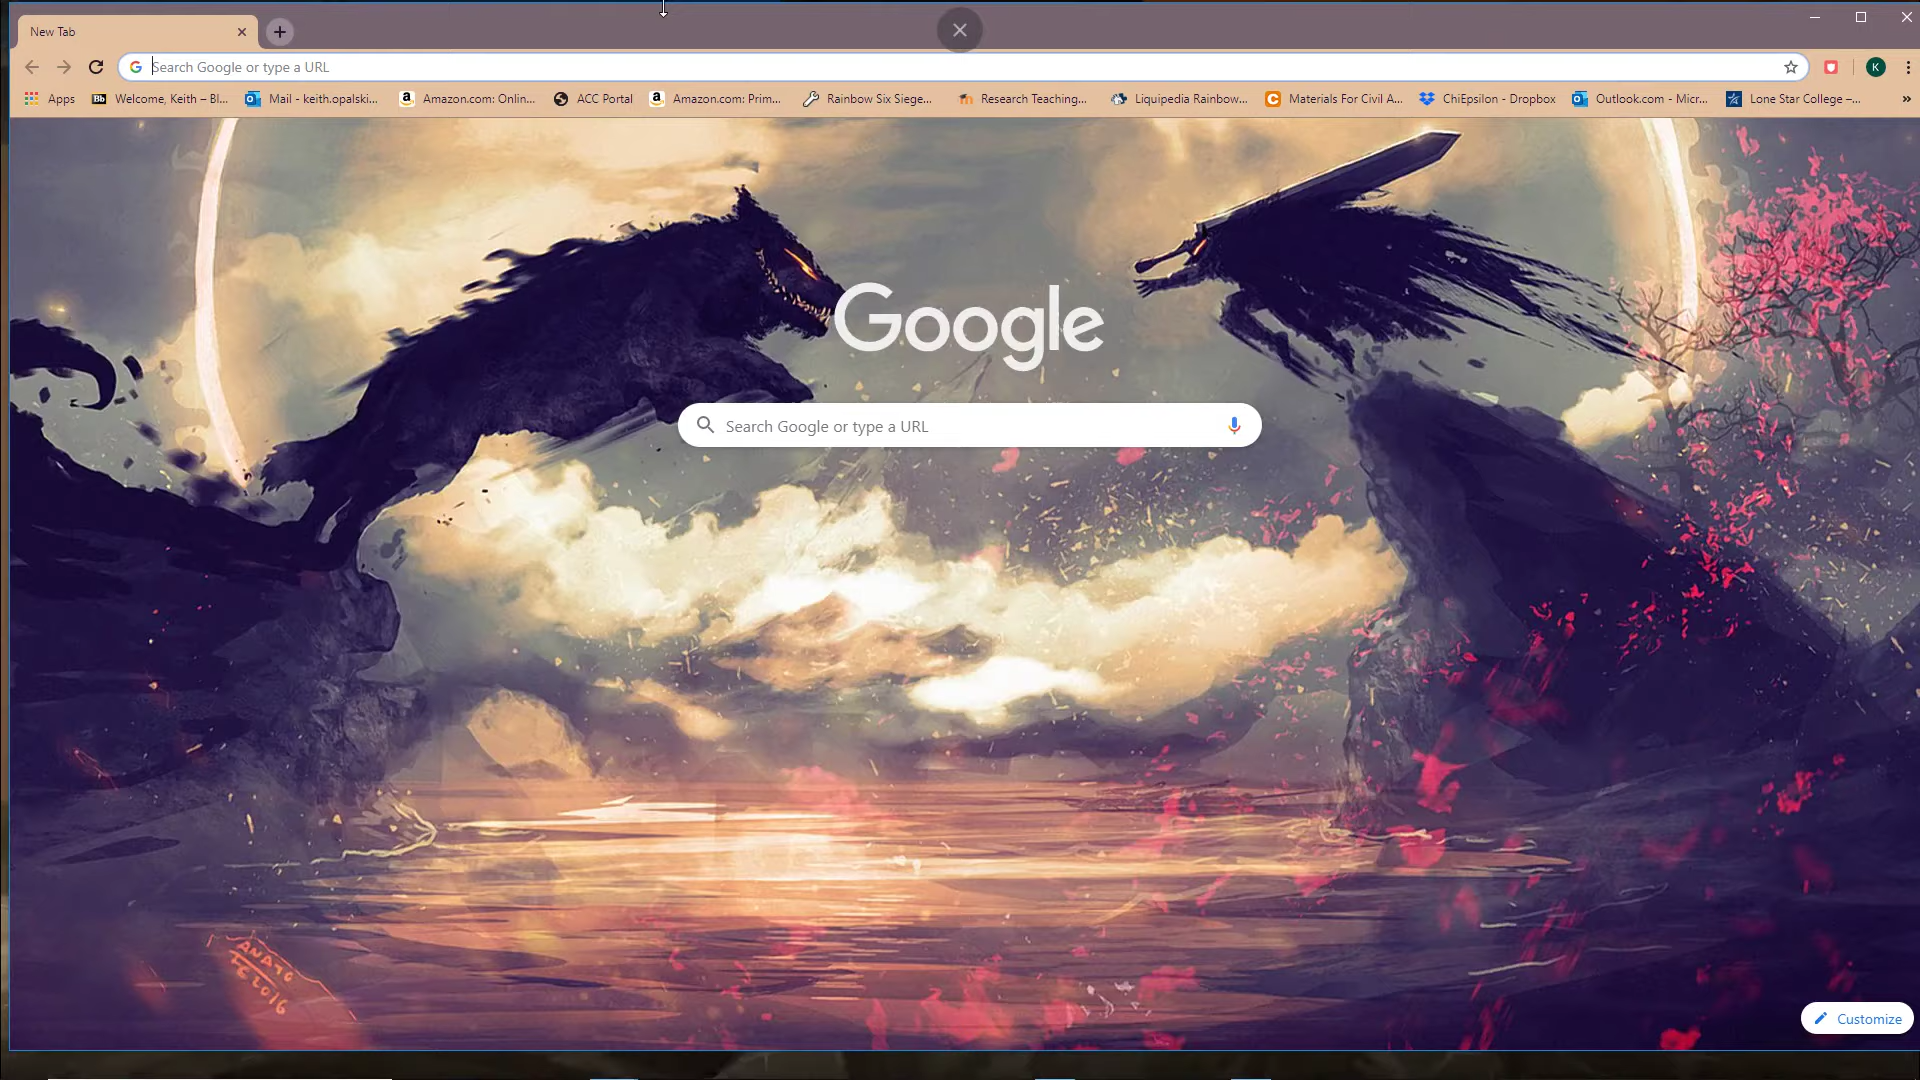 New Tab
Search Google or type a URL
K
Apps
Welcome, Keith – Bl...
Mail - keith.opalski...
Amazon.com: Onlin...
ACC Portal
Amazon.com: Prim...
Rainbow Six Siege...
Research Teaching...
Liquipedia Rainbow...
Materials For Civil A...
ChiEpsilon - Dropbox
Outlook.com - Micr...
Lone Star College –...
»
Google
Search Google or type a URL
2016
Customize